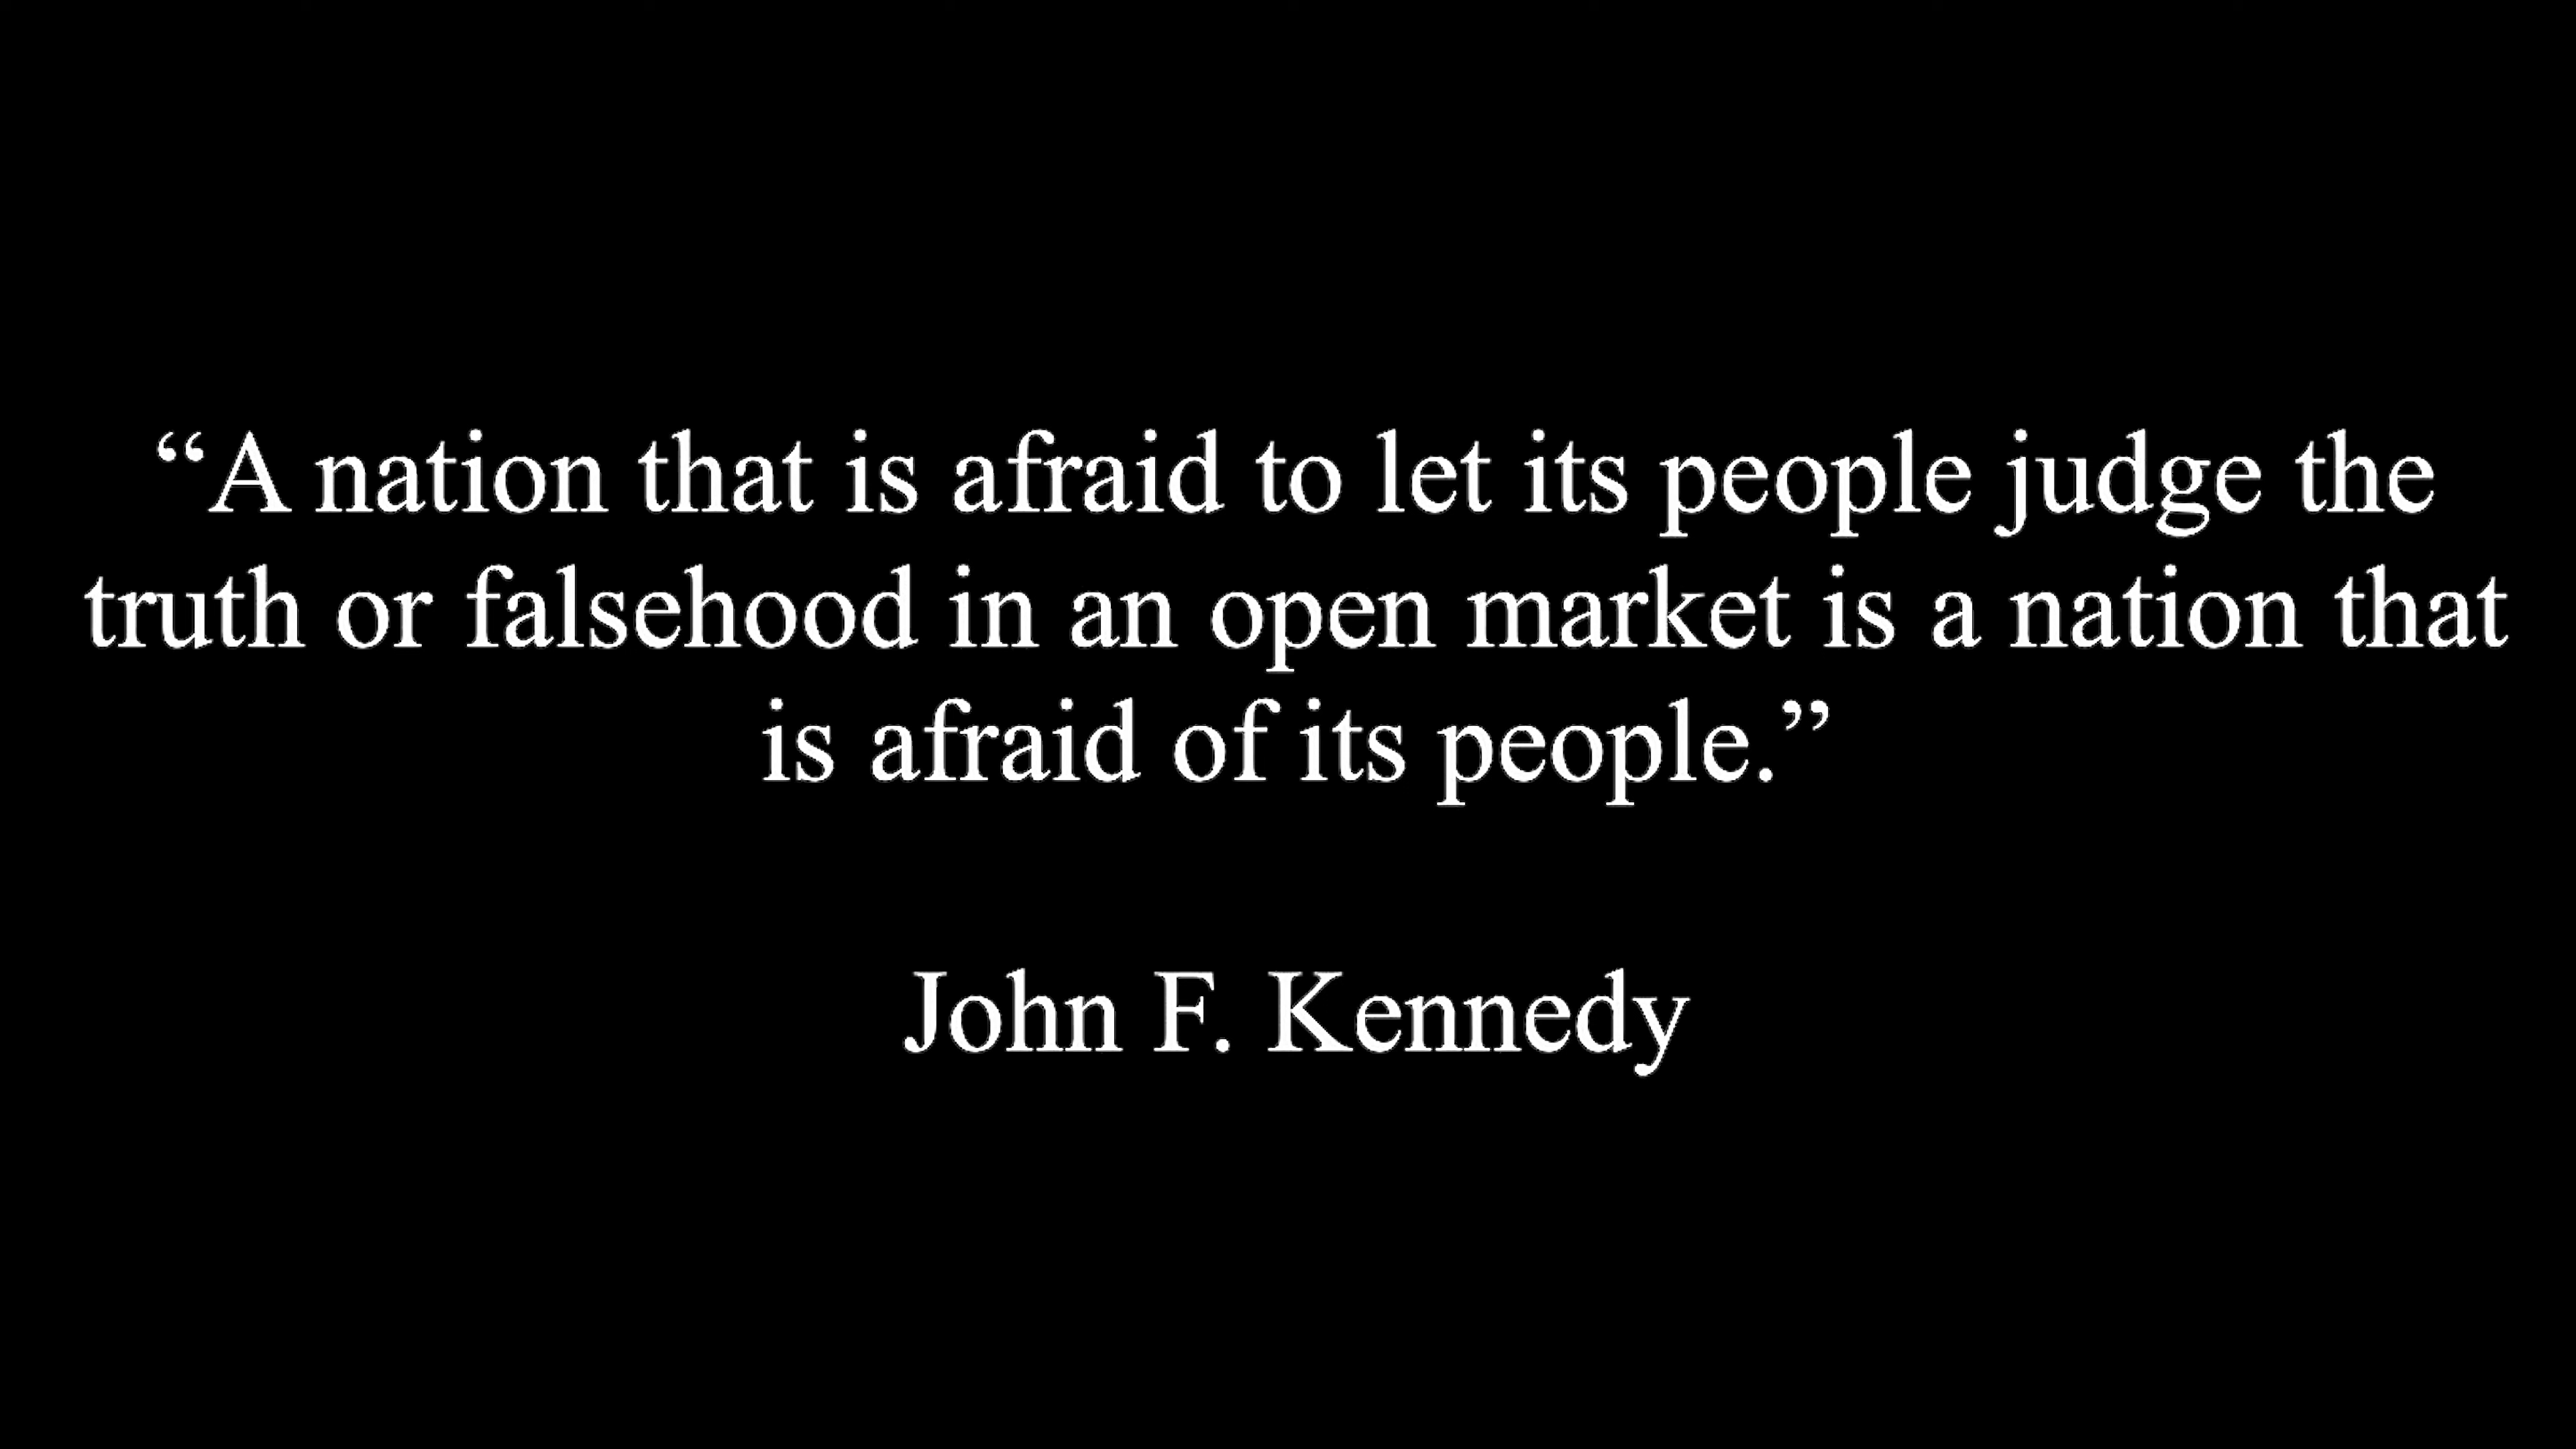 “A nation that is afraid to let its people judge the
truth or falsehood in an open market is a nation that
is afraid of its people.”
John F. Kennedy